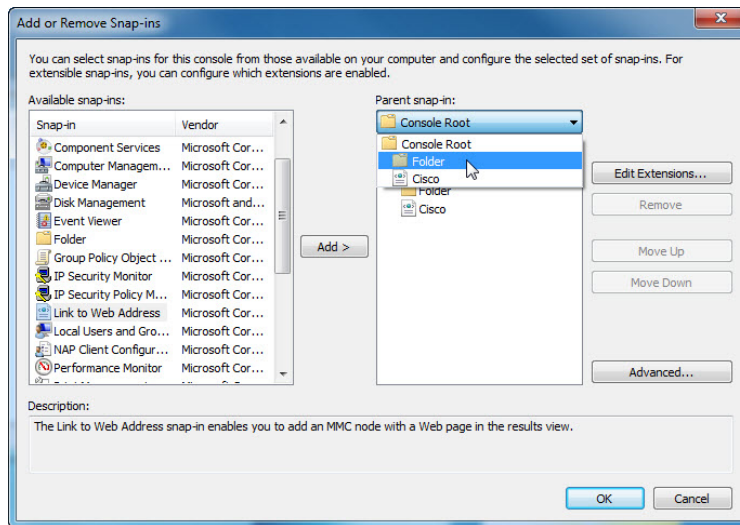 Add or Remove Snap-ins
You can select snap-ins for this console from those available on your computer and configure the selected set of snap-ins. For
extensible snap-ins, you can configure which extensions are enabled.
Available snap-ins:
Parent snap-in:
Snap-in Vendor
Console Root
Component Services Microsoft Cor...
Console Root
Computer Managem... Microsoft Cor...
Folder
Device Manager Microsoft Cor...
Cisco
Edit Extensions...
Disk Management Microsoft and...
Folder
Event Viewer Microsoft Cor...
Cisco
Remove
Folder Microsoft Cor...
Add >
Group Policy Object ... Microsoft Cor...
Move Up
IP Security Monitor Microsoft Cor...
IP Security Policy M... Microsoft Cor...
Move Down
Link to Web Address Microsoft Cor...
Local Users and Gro... Microsoft Cor...
NAP Client Configur... Microsoft Cor...
Performance Monitor Microsoft Cor...
Advanced...
Description:
The Link to Web Address snap-in enables you to add an MMC node with a Web page in the results view.
OK
Cancel